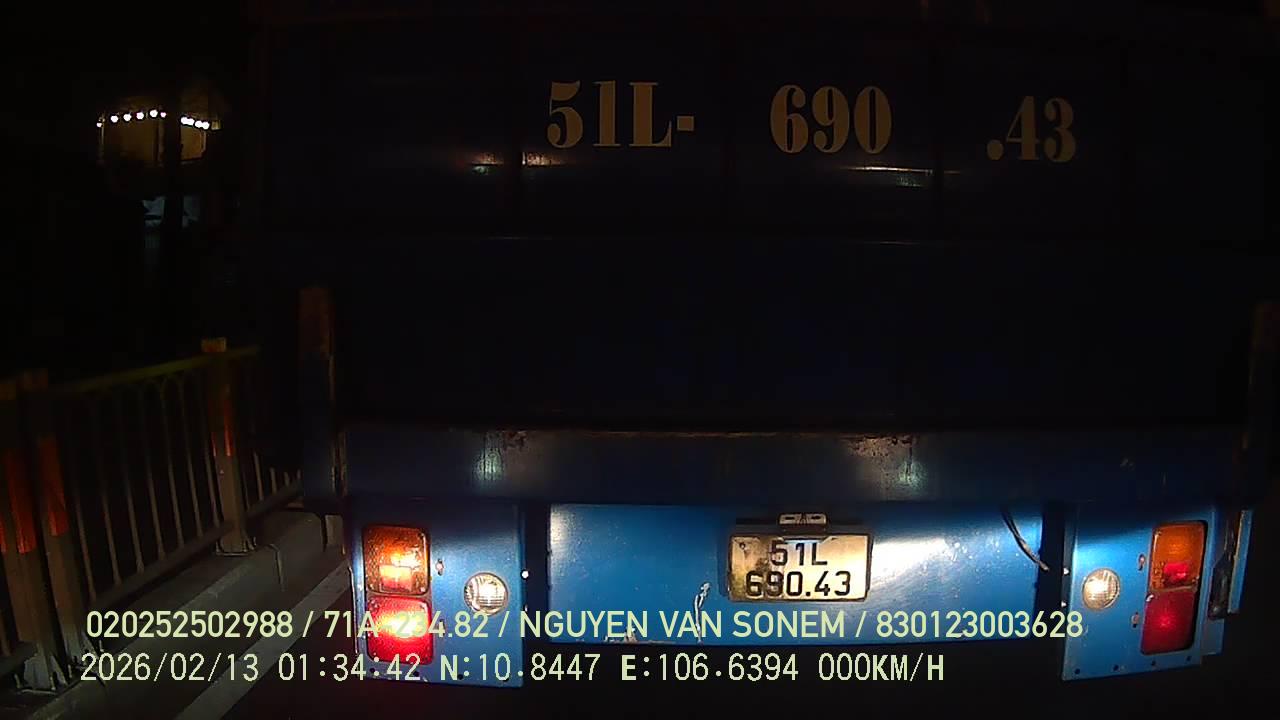 51L- 690 .43
51L
690.43
020252502988 / 71A-234.82 / NGUYEN VAN SONEM / 830123003628
2026/02/13 01:34:42 N:10.8447 E:106.6394 000KM/H